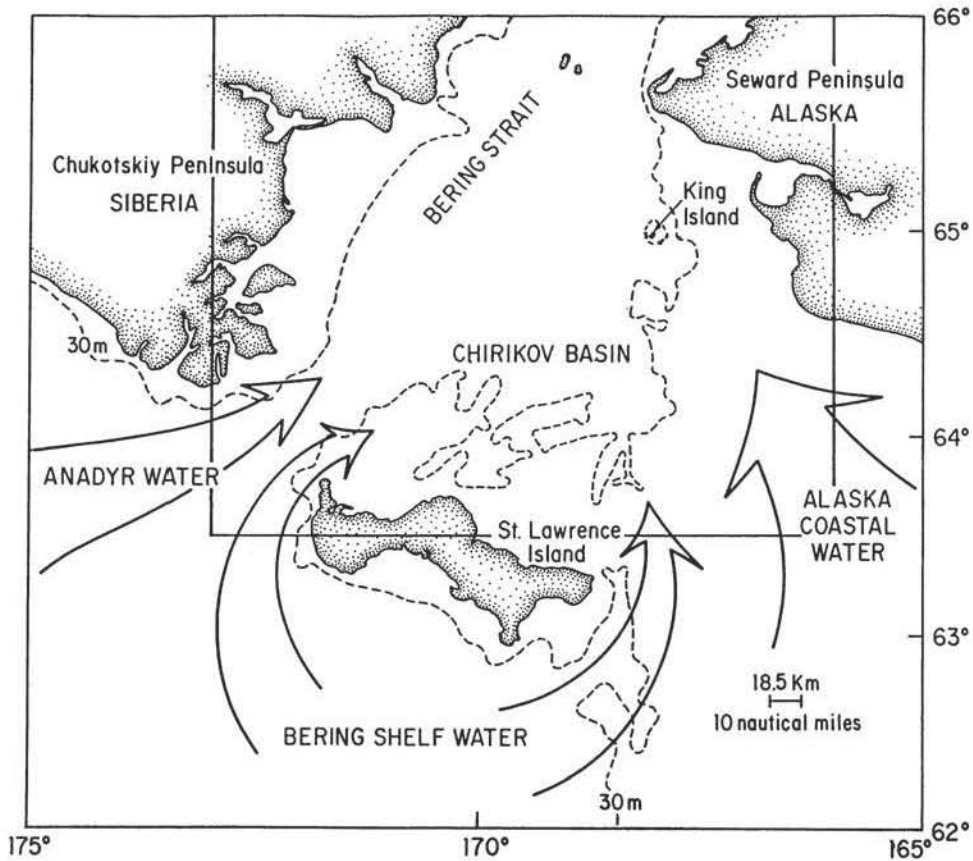 66°
Seward Peninsula
ALASKA
BERING STRAIT
Chukotskiy Peninsula
SIBERIA
King
Island
65°
30m
CHIRIKOV BASIN
64°
ANADYR WATER
ALASKA
COASTAL
WATER
St. Lawrence
Island
63°
18.5 Km
10 nautical miles
BERING SHELF WATER
30m
62°
175°
170°
165°